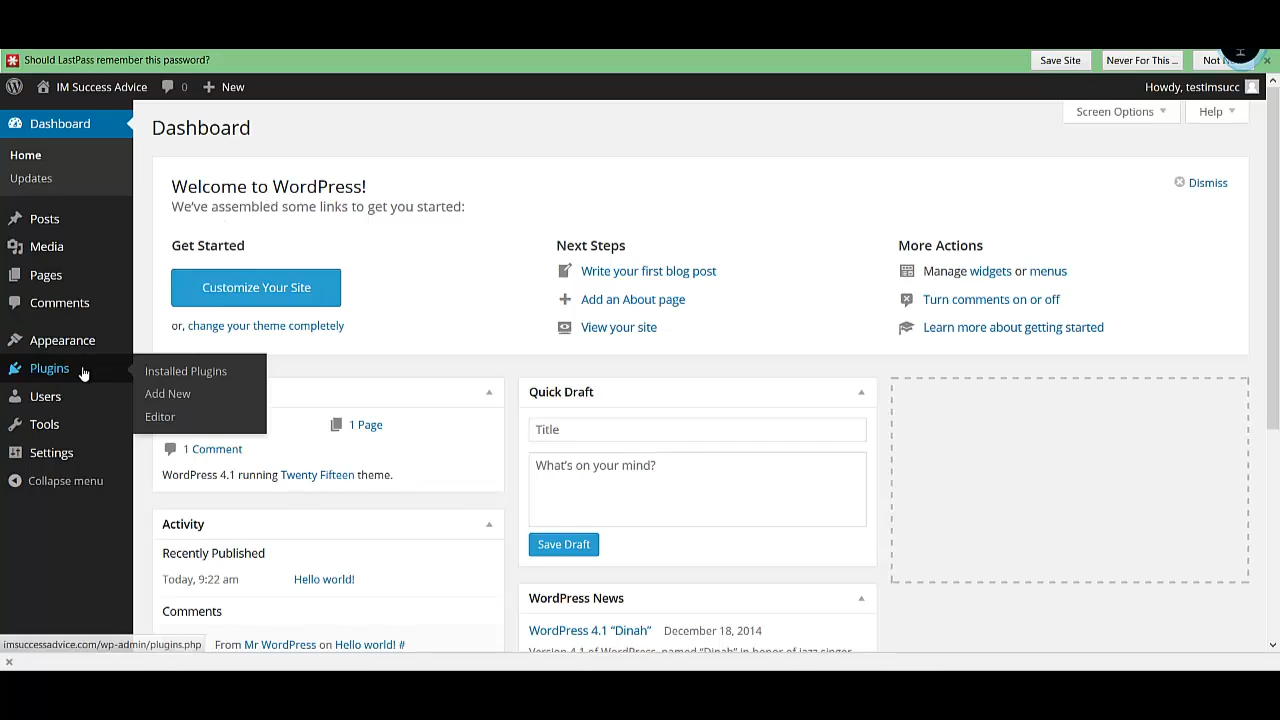 Should LastPass remember this password?
Save Site
Never For This ...
IM Success Advice
0
New
Howdy, testimsucc
Dashboard
Home
Updates
Posts
Media
Pages
Comments
Appearance
Plugins
Users
Tools
Settings
Collapse menu
Installed Plugins
Add New
Editor
Dashboard
Screen Options
Help
Welcome to WordPress!
We've assembled some links to get you started:
Dismiss
Get Started
Customize Your Site
or, change your theme completely
Next Steps
Write your first blog post
Add an About page
View your site
More Actions
Manage widgets or menus
Turn comments on or off
Learn more about getting started
1 Page
1 Comment
WordPress 4.1 running Twenty Fifteen theme.
Activity
Recently Published
Today, 9:22 am Hello world!
Comments
From Mr WordPress on Hello world! #
Quick Draft
Title
What's on your mind?
Save Draft
WordPress News
WordPress 4.1 "Dinah" December 18, 2014
Version 4.1 of WordPress, named "Dinah" in honor of jazz singer
imsuccessadvice.com/wp-admin/plugins.php